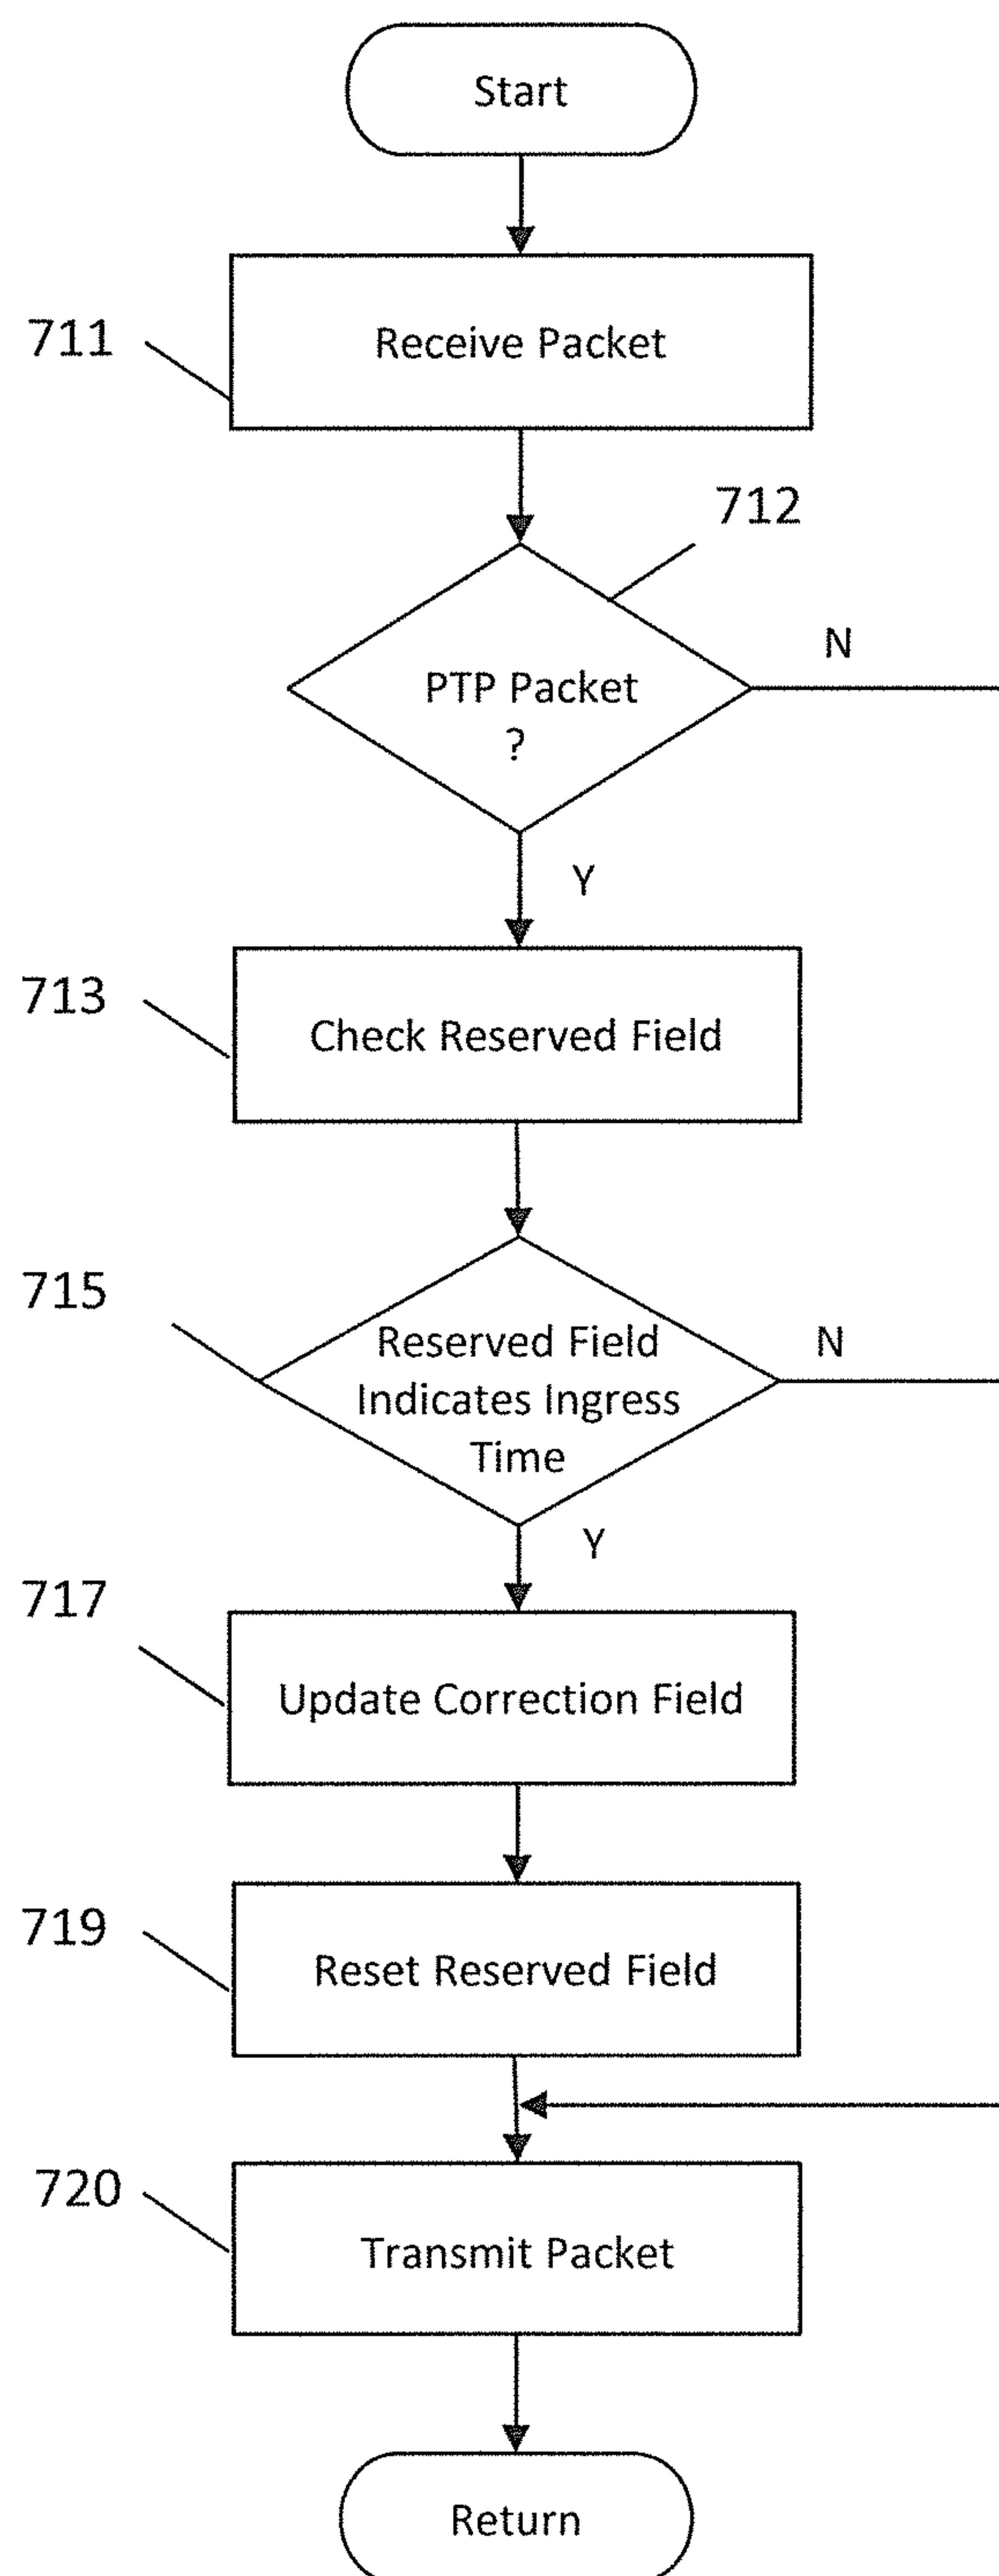 Start
711
Receive Packet
712
PTP Packet
?
N
Y
713
Check Reserved Field
715
Reserved Field
Indicates Ingress
Time
N
Y
717
Update Correction Field
719
Reset Reserved Field
720
Transmit Packet
Return